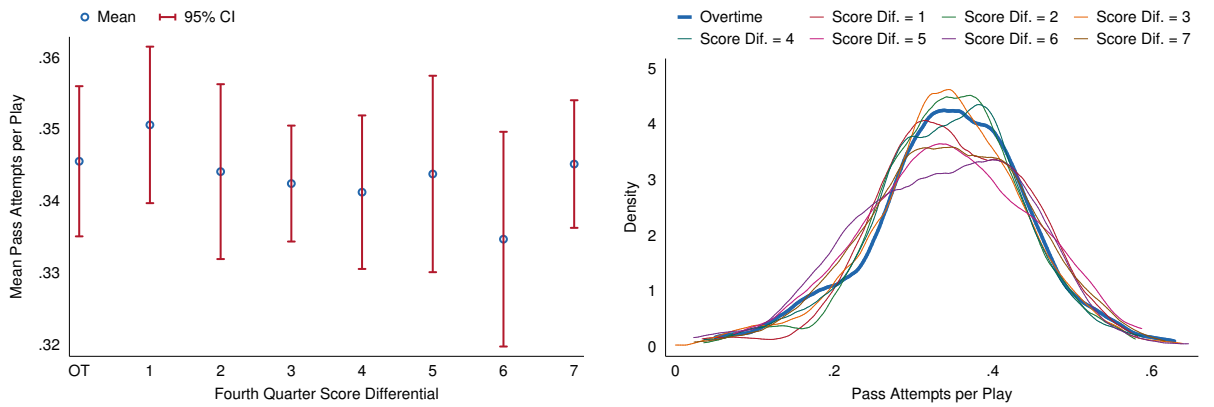 Mean 95% CI
.36
.35
.34
.33
.32
Mean Pass Attempts per Play
OT 1 2 3 4 5 6 7
Fourth Quarter Score Differential
Overtime Score Dif. = 1 Score Dif. = 2 Score Dif. = 3
Score Dif. = 4 Score Dif. = 5 Score Dif. = 6 Score Dif. = 7
5
4
3
2
1
0
Density
0 .2 .4 .6
Pass Attempts per Play